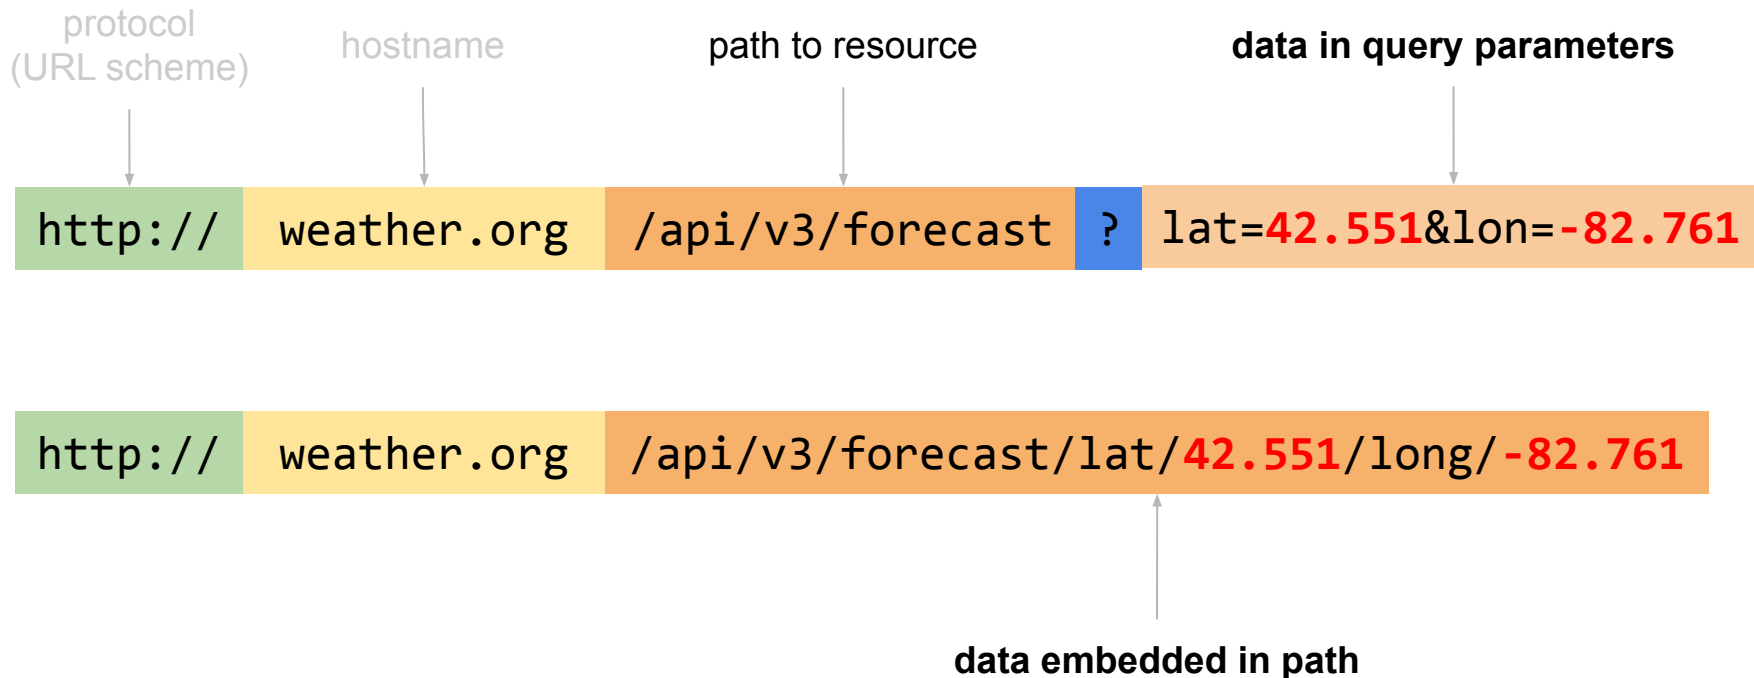 protocol
(URL scheme)
hostname
path to resource
data in query parameters
http:// weather.org /api/v3/forecast ? lat=42.551&lon=-82.761
http:// weather.org /api/v3/forecast/lat/42.551/long/-82.761
data embedded in path